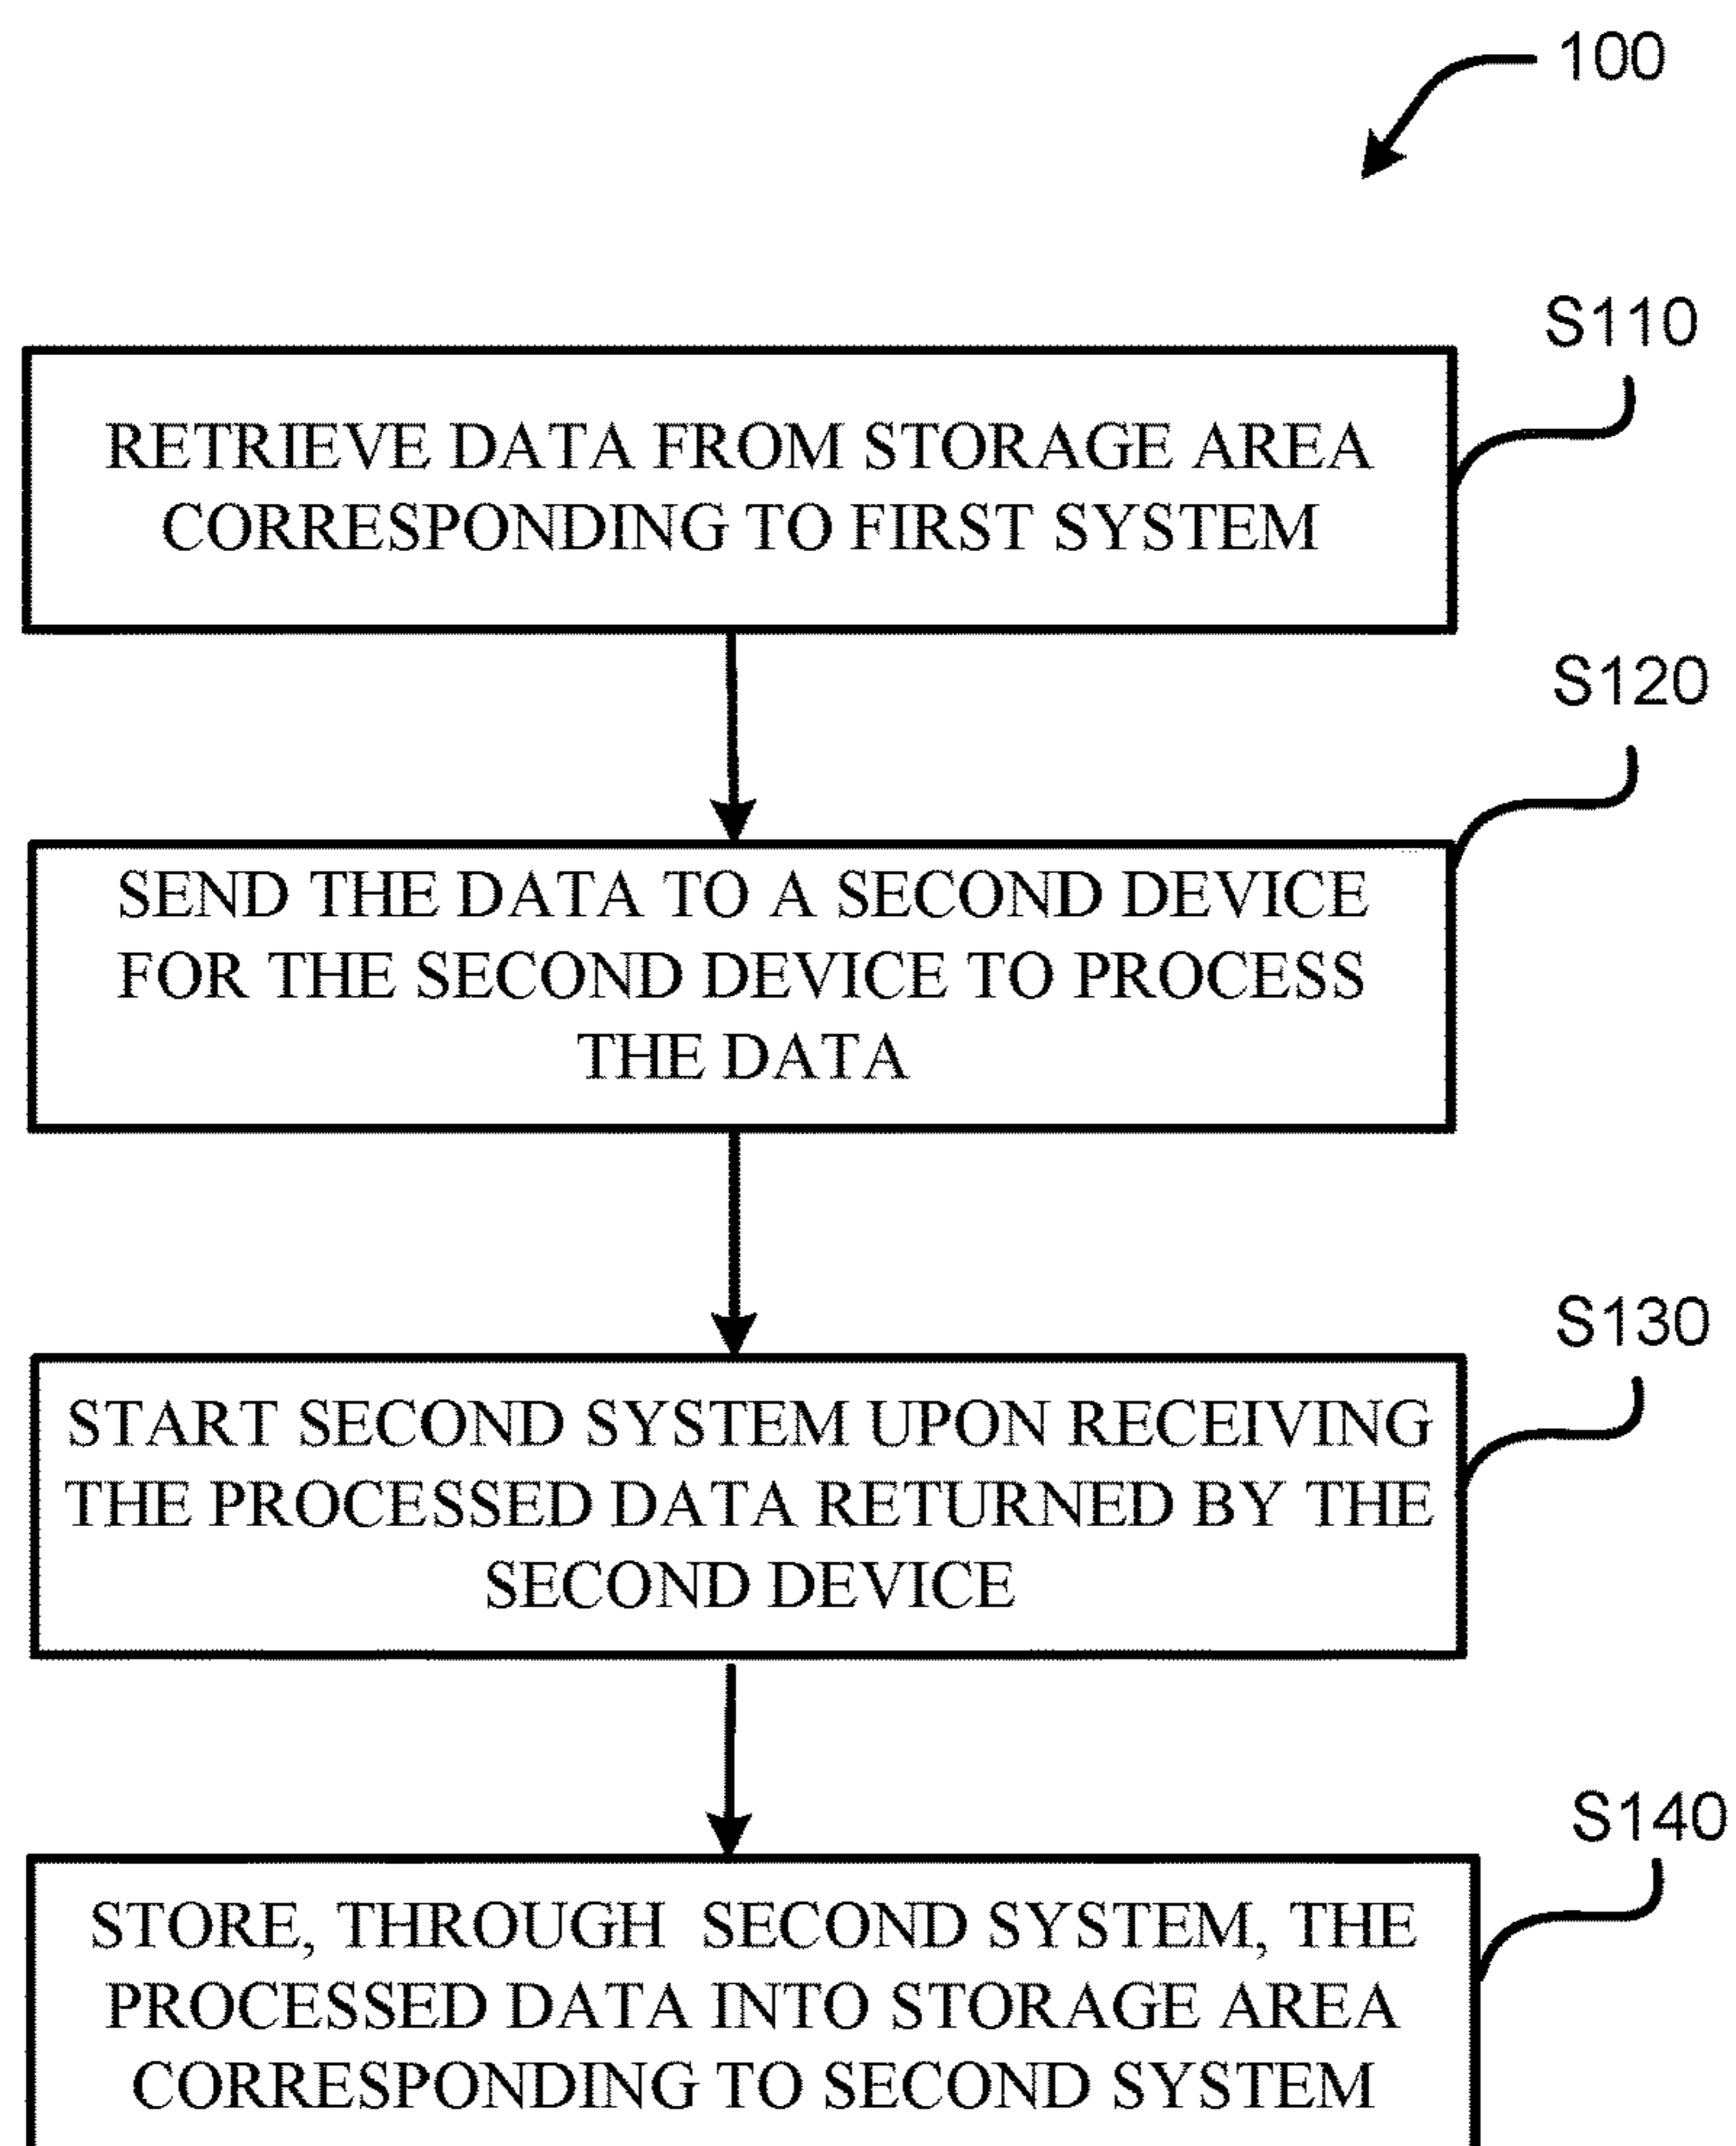 100
S110
RETRIEVE DATA FROM STORAGE AREA
CORRESPONDING TO FIRST SYSTEM
S120
SEND THE DATA TO A SECOND DEVICE
FOR THE SECOND DEVICE TO PROCESS
THE DATA
S130
START SECOND SYSTEM UPON RECEIVING
THE PROCESSED DATA RETURNED BY THE
SECOND DEVICE
S140
STORE, THROUGH SECOND SYSTEM, THE
PROCESSED DATA INTO STORAGE AREA
CORRESPONDING TO SECOND SYSTEM